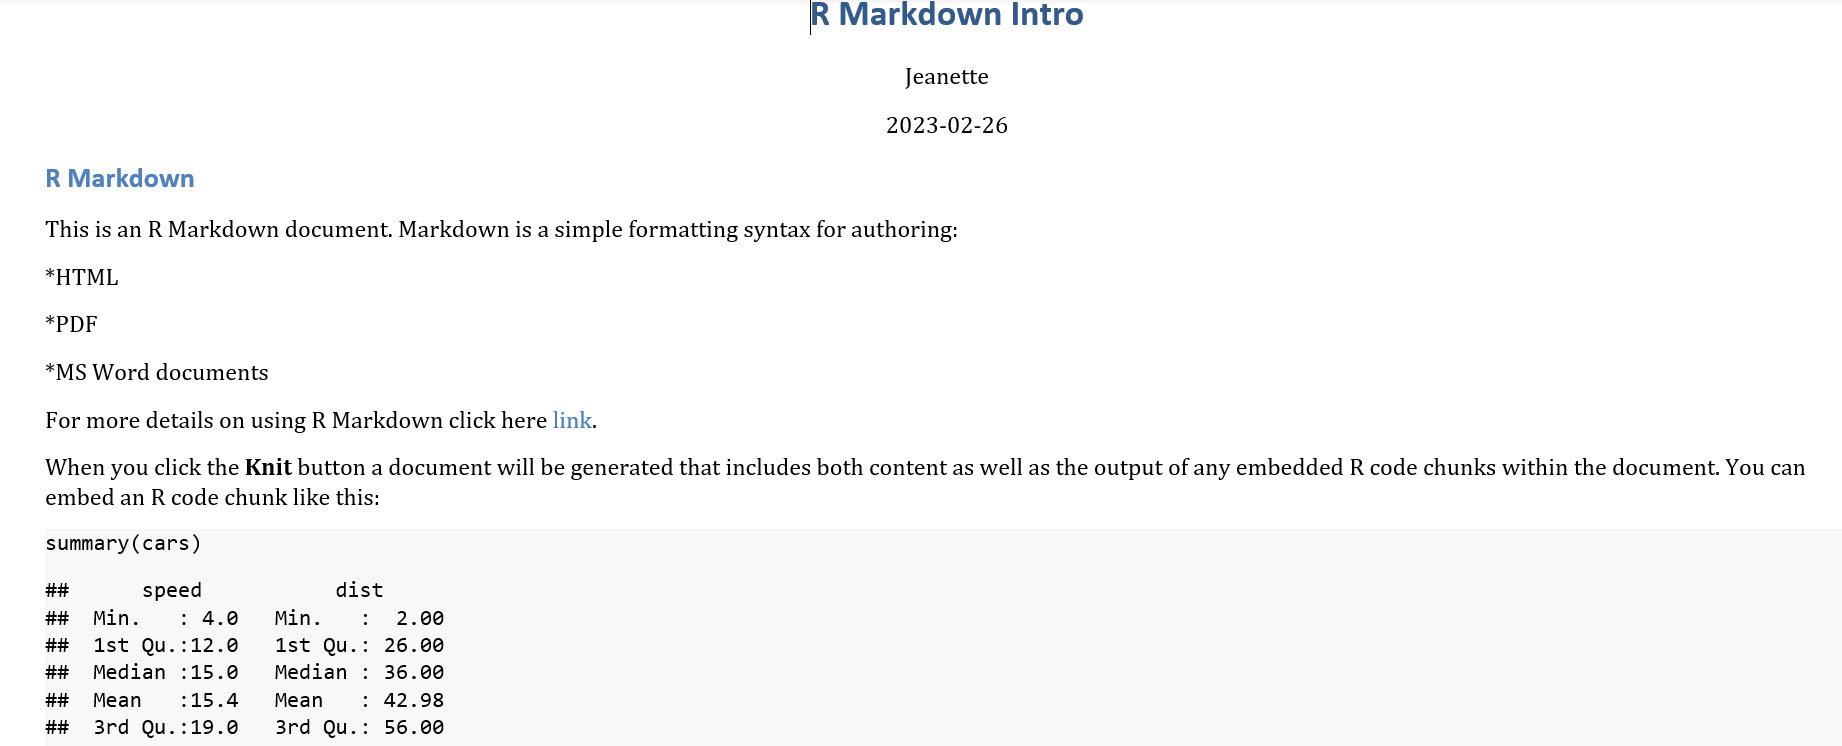 R Markdown Intro
Jeanette
2023-02-26
R Markdown
This is an R Markdown document. Markdown is a simple formatting syntax for authoring:
*HTML
*PDF
*MS Word documents
For more details on using R Markdown click here link.
When you click the Knit button a document will be generated that includes both content as well as the output of any embedded R code chunks within the document. You can
embed an R code chunk like this:
summary(cars)
##      speed           dist
##  Min.   : 4.0   Min.   :  2.00
##  1st Qu.:12.0   1st Qu.: 26.00
##  Median :15.0   Median : 36.00
##  Mean   :15.4   Mean   : 42.98
##  3rd Qu.:19.0   3rd Qu.: 56.00